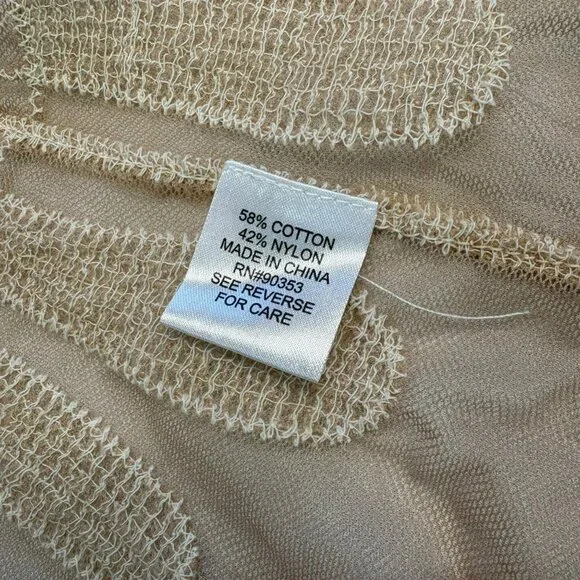 58% COTTON
42% NYLON
MADE IN CHINA
RN#90353
SEE REVERSE
FOR CARE